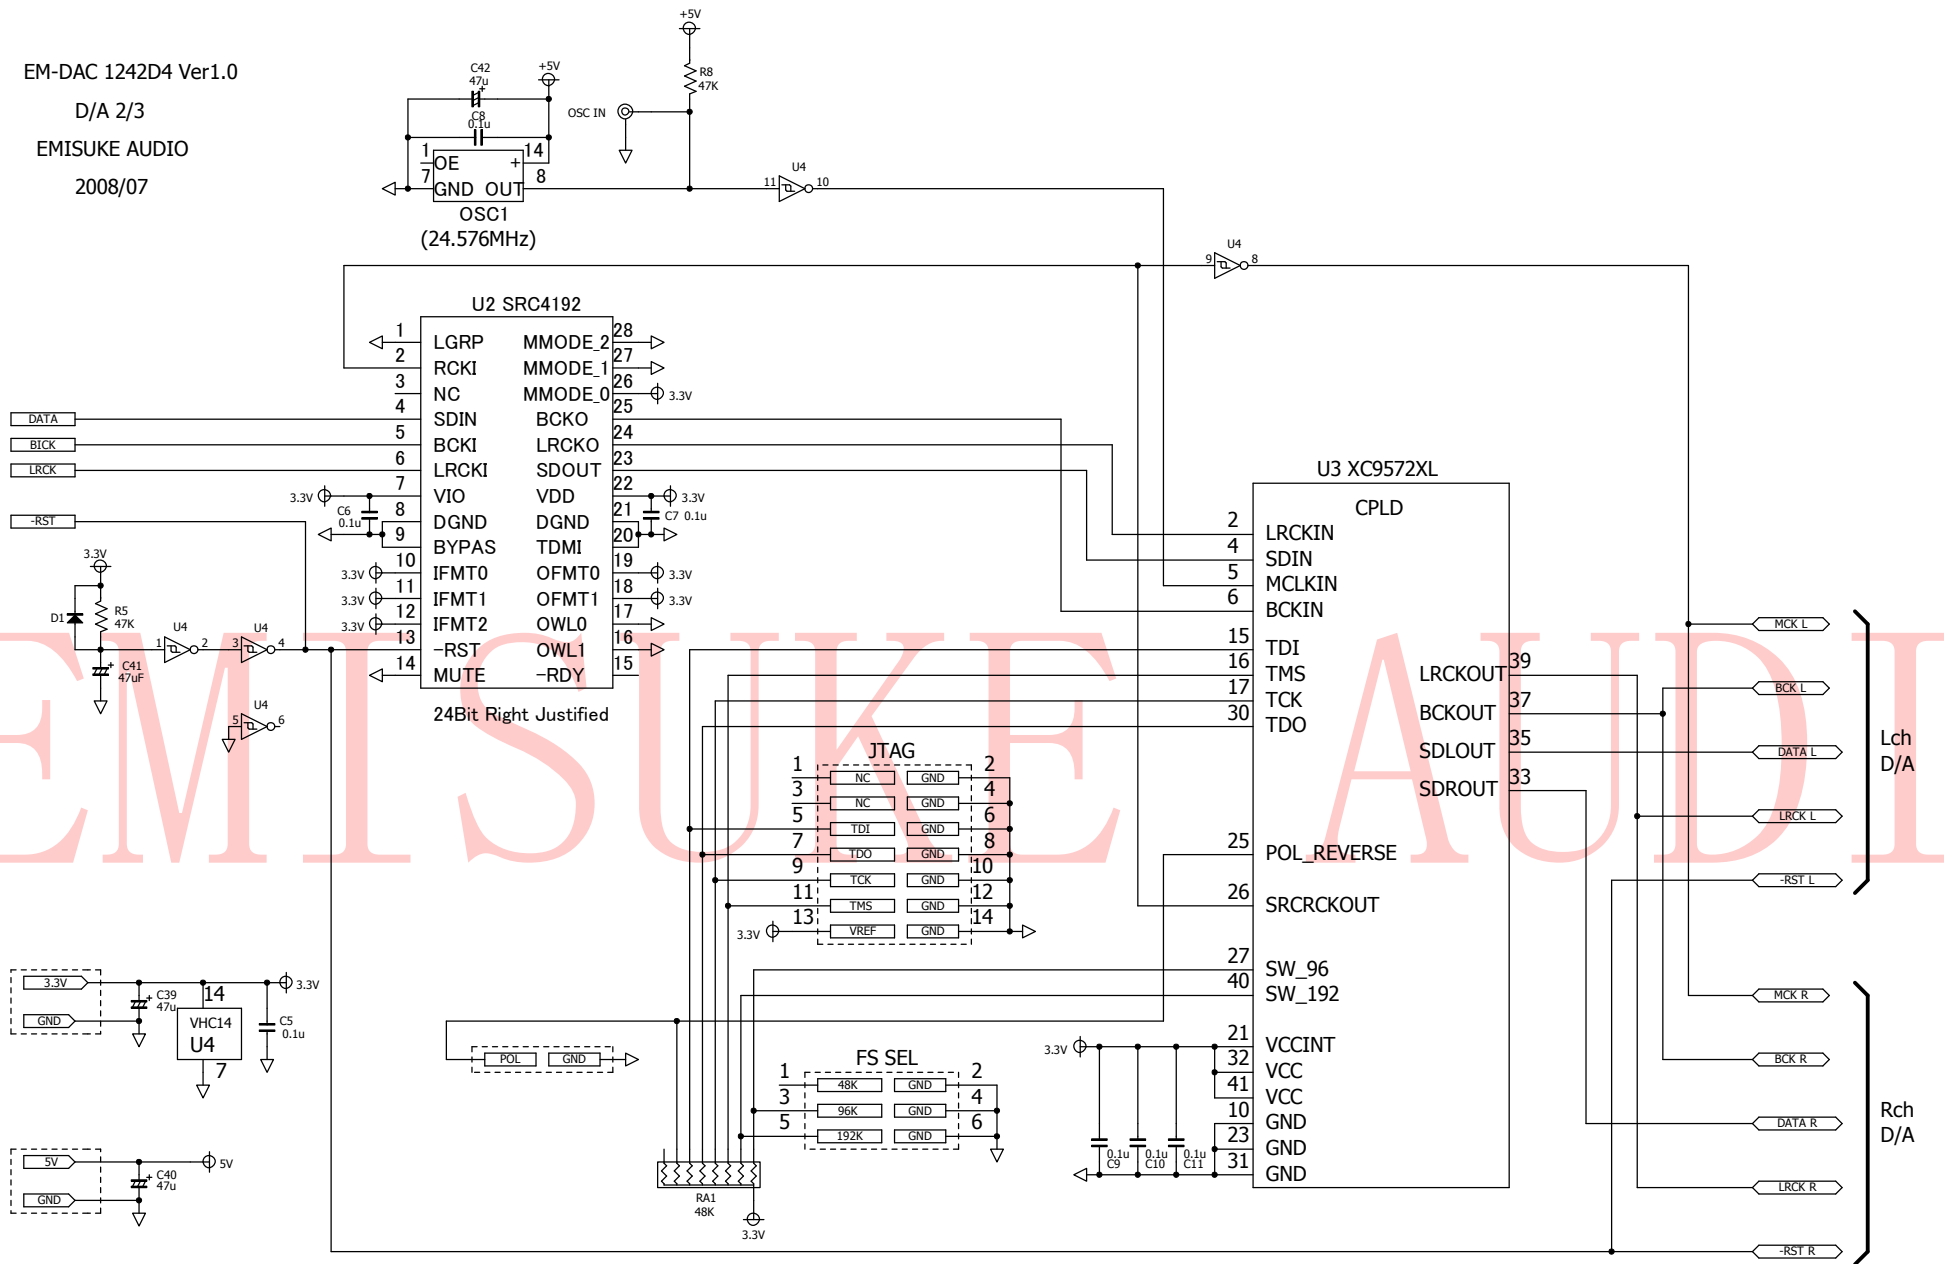 EM-DAC 1242D4 Ver1.0
D/A 2/3
EMISUKE AUDIO
2008/07
+5V
R8
47K
OSC IN
C42
47u
+5V
C8
0.1u
1 OE + 14
7 GND OUT 8
OSC1
(24.576MHz)
11 U4 10
9 U4 8
U2 SRC4192
1 LGRP MMODE_2 28
2 RCKI MMODE_1 27
3 NC MMODE_0 26 3.3V
4 SDIN BCKO 25
5 BCKI LRCKO 24
6 LRCKI SDOUT 23
3.3V 7 VIO VDD 22 3.3V
8 DGND DGND 21
9 BYPAS TDMI 20
3.3V 10 IFMT0 OFMT0 19 3.3V
3.3V 11 IFMT1 OFMT1 18 3.3V
3.3V 12 IFMT2 OWL0 17
13 -RST OWL1 16
14 MUTE -RDY 15
24Bit Right Justified
DATA
BICK
LRCK
-RST
C6
0.1u
C7 0.1u
3.3V
D1
R5
47K
C41
47uF
1 U4 2
3 U4 4
5 U4 6
EMISUKE AUDI
U3 XC9572XL
CPLD
2 LRCKIN
4 SDIN
5 MCLKIN
6 BCKIN
15 TDI
16 TMS
17 TCK
30 TDO
LRCKOUT 39
BCKOUT 37
SDLOUT 35
SDROUT 33
25 POL_REVERSE
26 SRCRCKOUT
27 SW_96
40 SW_192
21 VCCINT
32 VCC
41 VCC
10 GND
23 GND
31 GND
3.3V
0.1u
C9
0.1u
C10
0.1u
C11
JTAG
1 NC GND 2
3 NC GND 4
5 TDI GND 6
7 TDO GND 8
9 TCK GND 10
11 TMS GND 12
3.3V 13 VREF GND 14
POL GND
FS SEL
1 48K GND 2
3 96K GND 4
5 192K GND 6
RA1
48K
3.3V
3.3V
GND
C39
47u
14
VHC14
U4
7
C5
0.1u
3.3V
5V
GND
C40
47u
5V
MCK L
BCK L
DATA L
LRCK L
-RST L
Lch
D/A
MCK R
BCK R
DATA R
LRCK R
-RST R
Rch
D/A